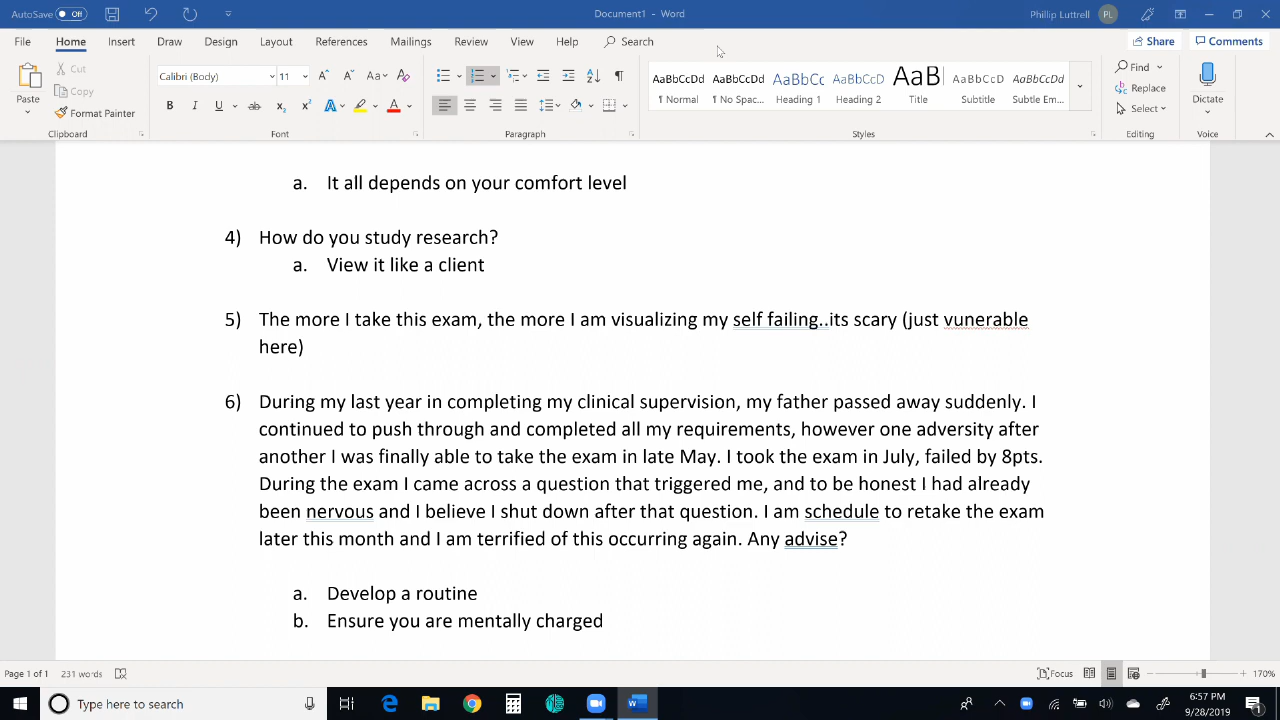 AutoSave Off Document1 - Word Phillip Luttrell PL
File Home Insert Draw Design Layout References Mailings Review View Help Search Share Comments
Paste Cut Copy Format Painter
Calibri (Body) 11
AaBbCcDd AaBbCcDd AaBbCc AaBbCcD AaB AaBbCcD AaBbCcDd
¶ Normal ¶ No Spac... Heading 1 Heading 2 Title Subtitle Subtle Em...
Find Replace Select Dictate
Clipboard Font Paragraph Styles Editing Voice
a. It all depends on your comfort level
4) How do you study research?
a. View it like a client
5) The more I take this exam, the more I am visualizing my self failing..its scary (just vunerable
here)
6) During my last year in completing my clinical supervision, my father passed away suddenly. I
continued to push through and completed all my requirements, however one adversity after
another I was finally able to take the exam in late May. I took the exam in July, failed by 8pts.
During the exam I came across a question that triggered me, and to be honest I had already
been nervous and I believe I shut down after that question. I am schedule to retake the exam
later this month and I am terrified of this occurring again. Any advise?
a. Develop a routine
b. Ensure you are mentally charged
Page 1 of 1 231 words Focus 170%
Type here to search 6:57 PM
9/28/2019